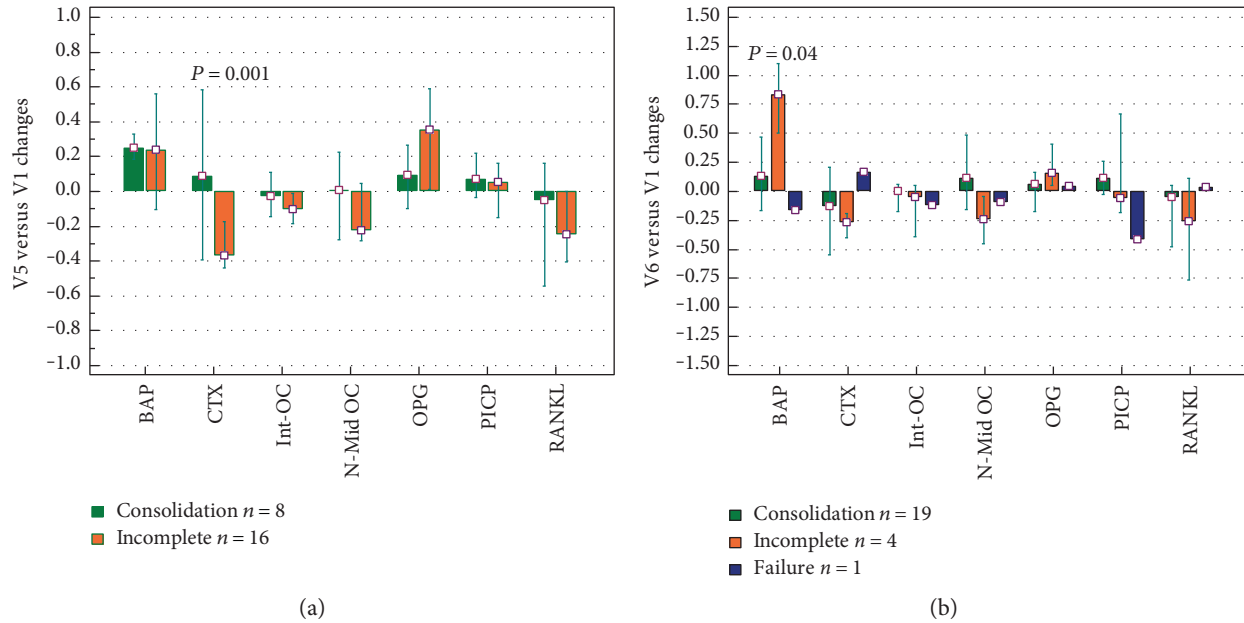 V5 versus V1 changes
1.0
0.8
0.6
0.4
0.2
0.0
−0.2
−0.4
−0.6
−0.8
−1.0
P = 0.001
BAP
CTX
Int-OC
N-Mid OC
OPG
PICP
RANKL
Consolidation n = 8
Incomplete n = 16
(a)
V6 versus V1 changes
1.50
1.25
1.00
0.75
0.50
0.25
0.00
−0.25
−0.50
−0.75
−1.00
−1.25
−1.50
P = 0.04
BAP
CTX
Int-OC
N-Mid OC
OPG
PICP
RANKL
Consolidation n = 19
Incomplete n = 4
Failure n = 1
(b)